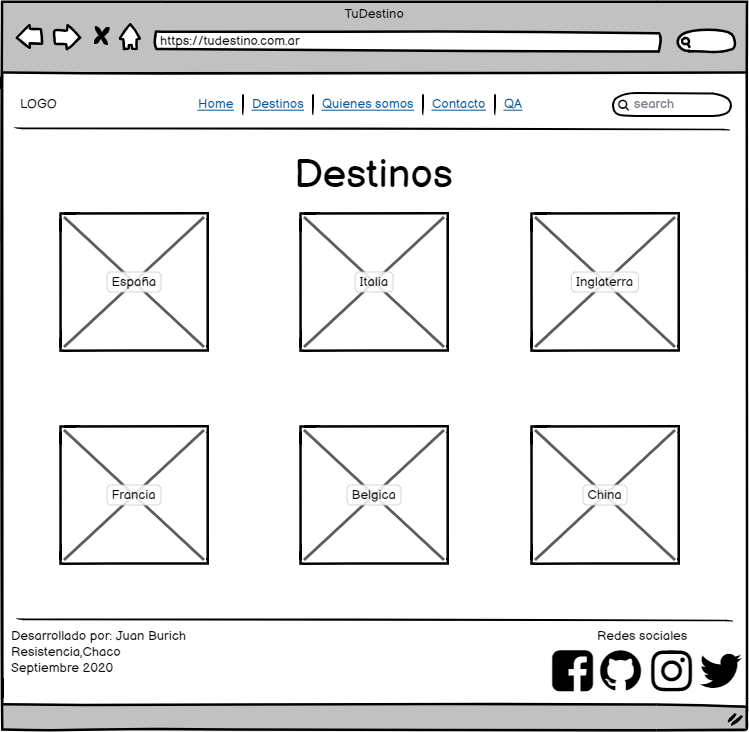 TuDestino
https://tudestino.com.ar
LOGO
Home
Destinos
Quienes somos
Contacto
QA
search
Destinos
España
Italia
Inglaterra
Francia
Belgica
China
Desarrollado por: Juan Burich
Resistencia,Chaco
Septiembre 2020
Redes sociales